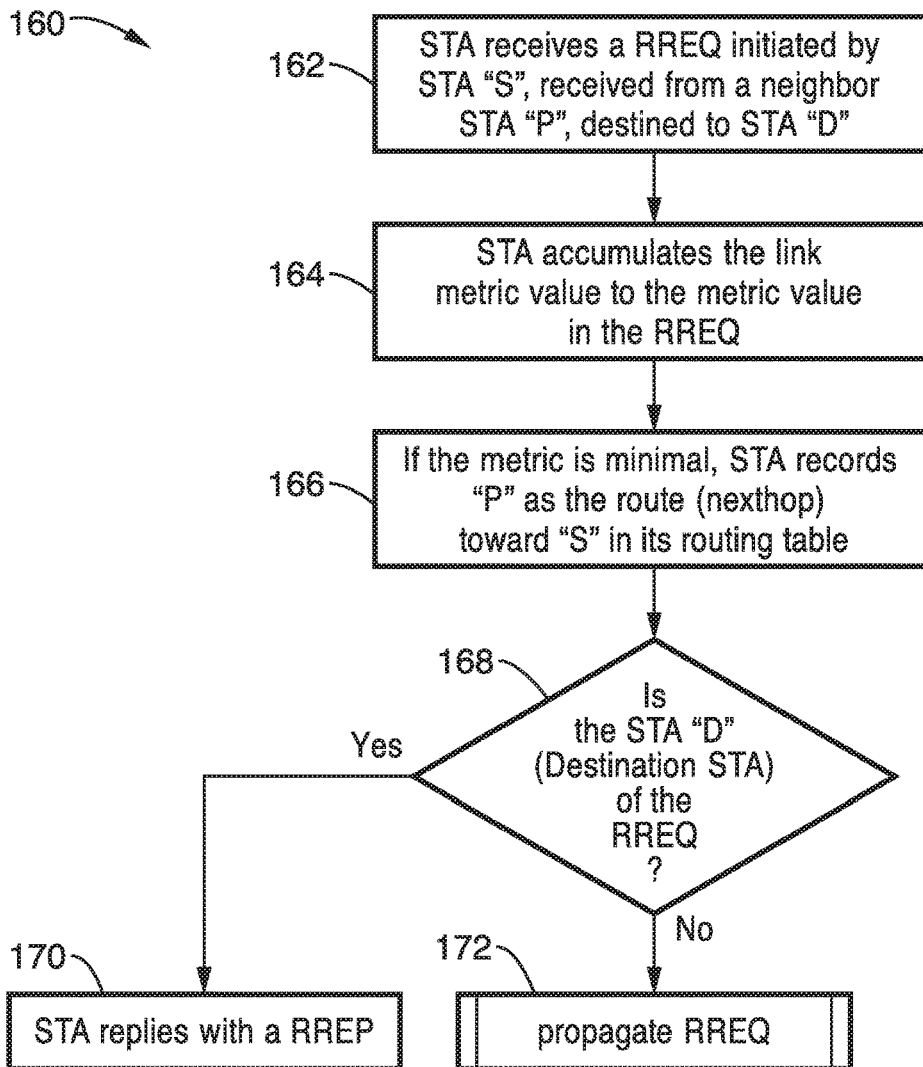 160
162
STA receives a RREQ initiated by
STA “S”, received from a neighbor
STA “P”, destined to STA “D”
164
STA accumulates the link
metric value to the metric value
in the RREQ
166
If the metric is minimal, STA records
“P” as the route (nexthop)
toward “S” in its routing table
168
Is
the STA “D”
(Destination STA)
of the
RREQ
?
Yes
No
170
STA replies with a RREP
172
propagate RREQ